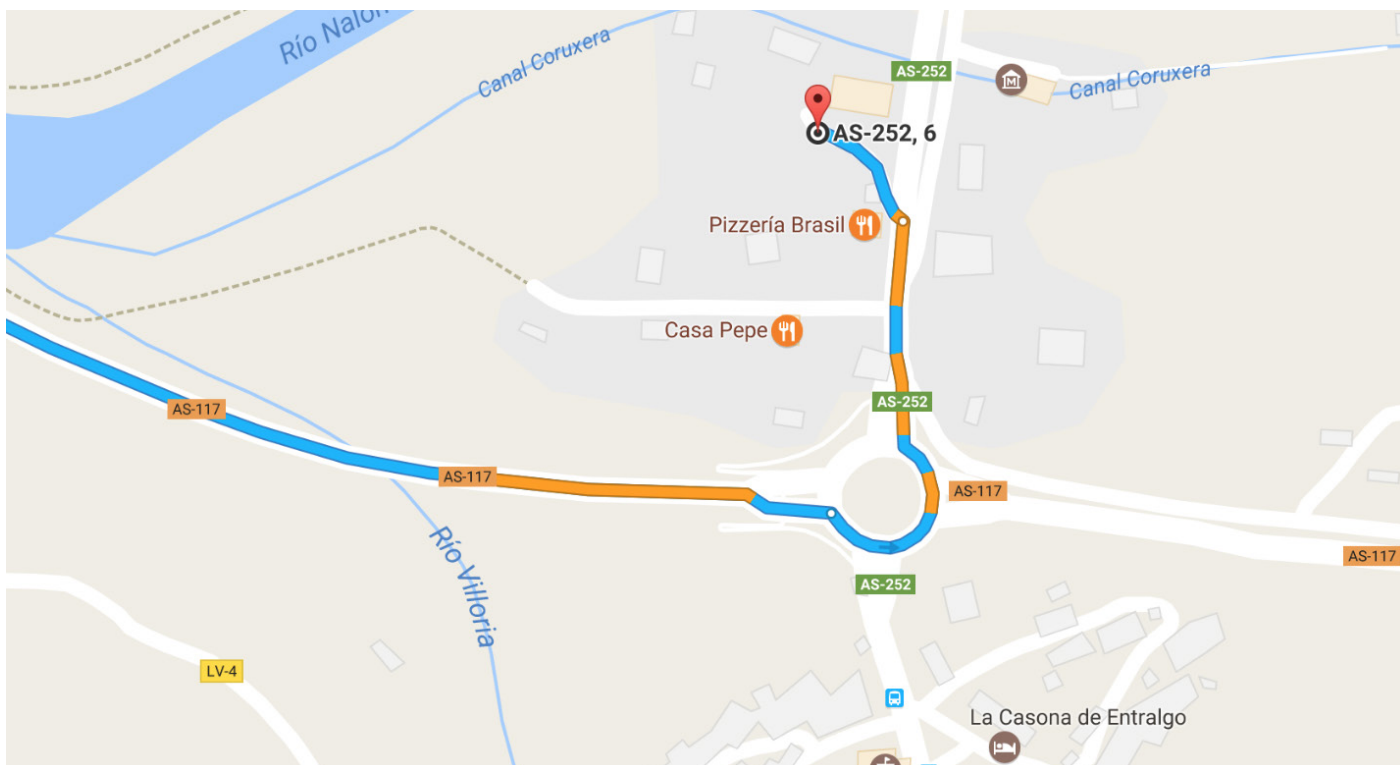 Río Nalón
Canal Coruxera
AS-252
Canal Coruxera
AS-252, 6
Pizzería Brasil
Casa Pepe
AS-252
AS-117
AS-117
AS-117
AS-117
Río Villoria
AS-252
LV-4
La Casona de Entralgo